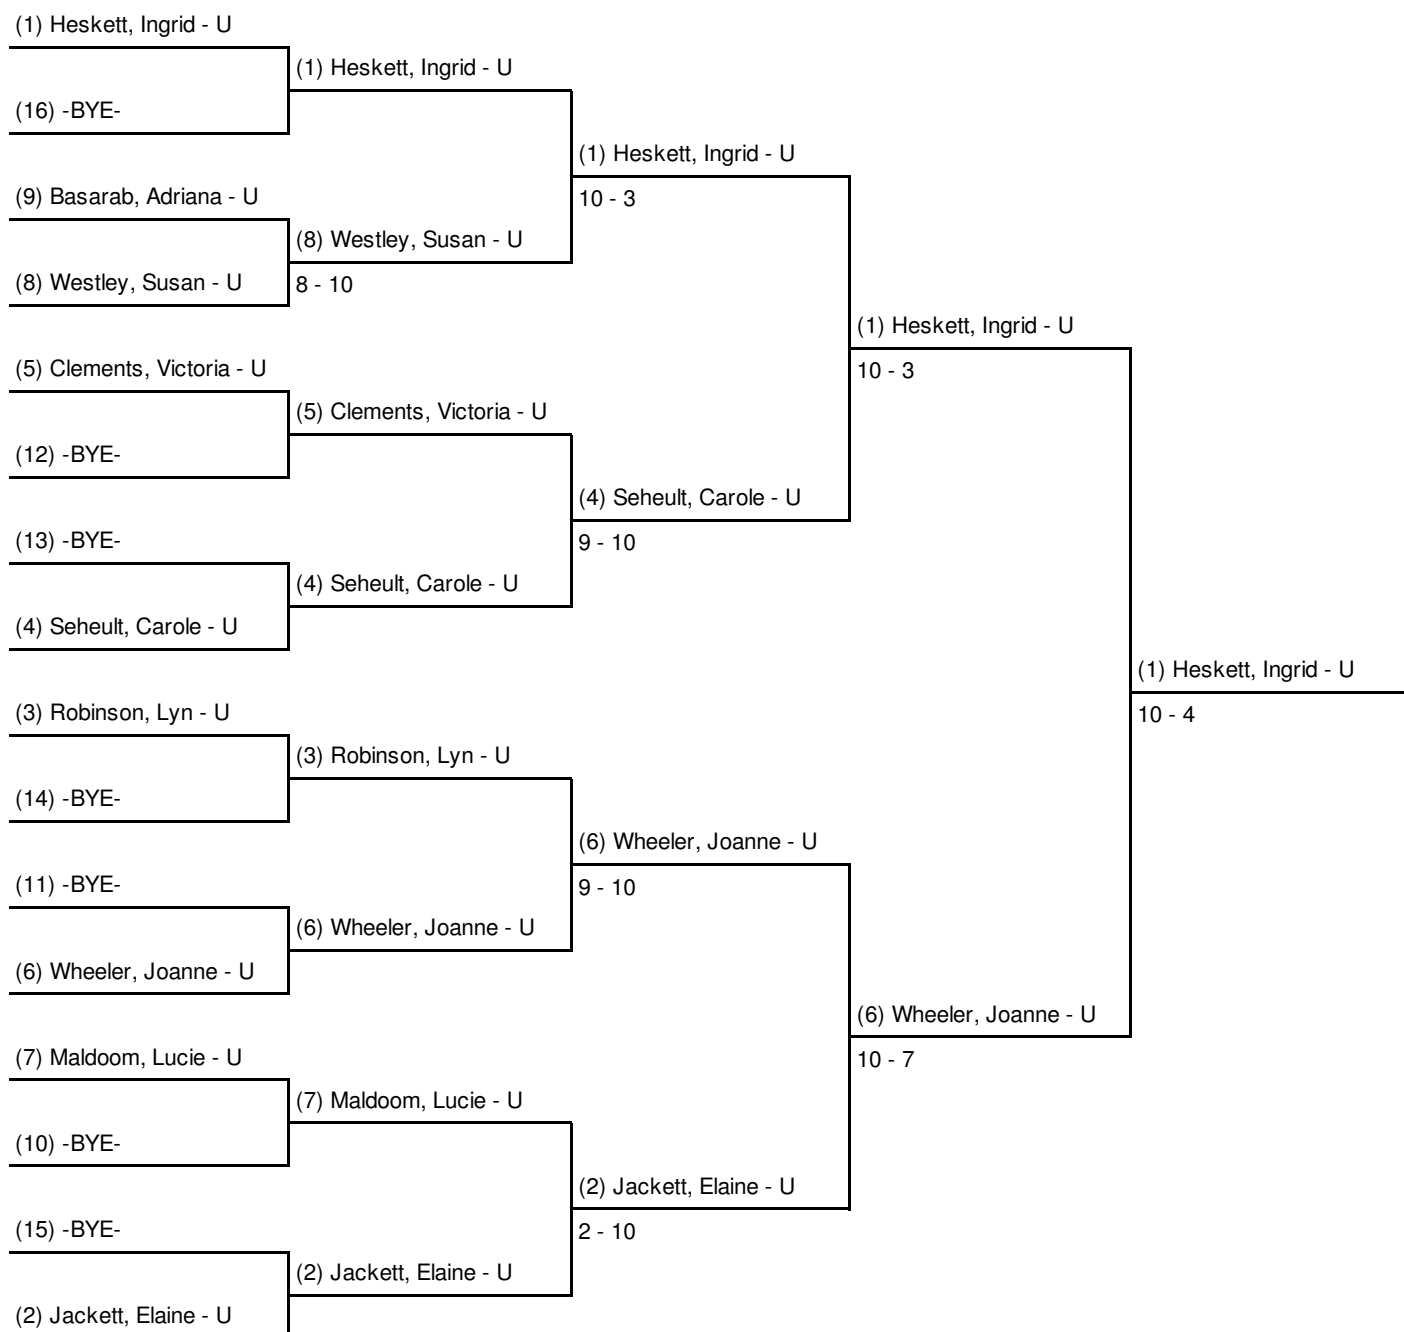 (1) Heskett, Ingrid - U
(1) Heskett, Ingrid - U
(16) -BYE-
(1) Heskett, Ingrid - U
(9) Basarab, Adriana - U
10 - 3
(8) Westley, Susan - U
(8) Westley, Susan - U
8 - 10
(1) Heskett, Ingrid - U
(5) Clements, Victoria - U
10 - 3
(5) Clements, Victoria - U
(12) -BYE-
(4) Seheult, Carole - U
(13) -BYE-
9 - 10
(4) Seheult, Carole - U
(4) Seheult, Carole - U
(1) Heskett, Ingrid - U
(3) Robinson, Lyn - U
10 - 4
(3) Robinson, Lyn - U
(14) -BYE-
(6) Wheeler, Joanne - U
(11) -BYE-
9 - 10
(6) Wheeler, Joanne - U
(6) Wheeler, Joanne - U
(6) Wheeler, Joanne - U
(7) Maldoom, Lucie - U
10 - 7
(7) Maldoom, Lucie - U
(10) -BYE-
(2) Jackett, Elaine - U
(15) -BYE-
2 - 10
(2) Jackett, Elaine - U
(2) Jackett, Elaine - U